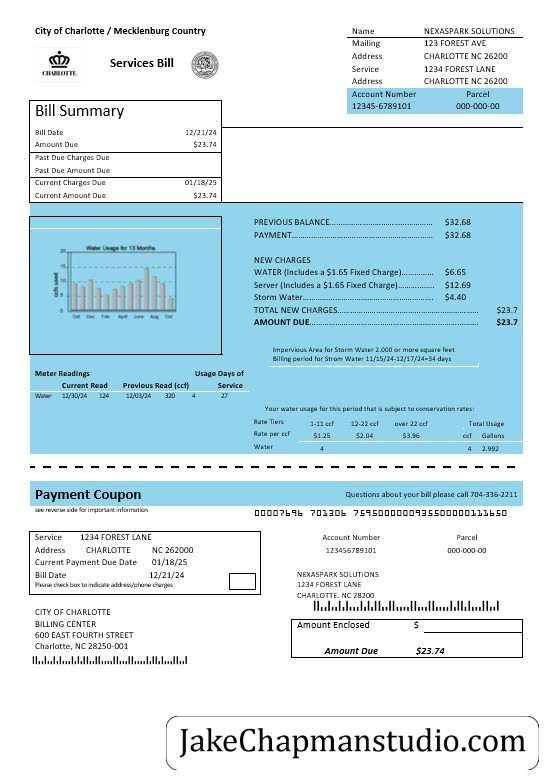 City of Charlotte / Mecklenburg Country
CHARLOTTE.
Services Bill
Name NEXASPARK SOLUTIONS
Mailing 123 FOREST AVE
Address CHARLOTTE NC 26200
Service 1234 FOREST LANE
Address CHARLOTTE NC 26200
Account Number Parcel
12345-6789101 000-000-00
Bill Summary
Bill Date 12/21/24
Amount Due $23.74
Past Due Charges Due
Past Due Amount Due
Current Charges Due 01/18/25
Current Amount Due $23.74
PREVIOUS BALANCE $32.68
PAYMENT $32.68
NEW CHARGES
WATER (Includes a $1.65 Fixed Charge) $6.65
Server (Includes a $1.65 Fixed Charge) $12.69
Storm Water $4.40
TOTAL NEW CHARGES $23.7
AMOUNT DUE $23.7
Water Usage for 13 Months
ccfs used
20
15
10
5
0
Oct Dec Feb April June Aug Oct
Impervious Area for Storm Water 2.000 or more square feet
Billing period for Strom Water 11/15/24-12/17/24=34 days
Meter Readings Usage Days of
Current Read Previous Read (ccf) Service
Water 12/30/24 124 12/03/24 320 4 27
Your water usage for this period that is subject to conservation rates:
Rate Tiers 1-11 ccf 12-22 ccf over 22 ccf Total Usage
Rate per ccf $1.25 $2.04 $3.96 ccf Gallons
Water 4 4 2.992
Payment Coupon
Questions about your bill please call 704-336-2211
see reverse side for important information
00007696 701306 759500000093550000011650
Service 1234 FOREST LANE
Address CHARLOTTE NC 262000
Current Payment Due Date 01/18/25
Bill Date 12/21/24
Please check box to indicate address/phone charges
Account Number Parcel
123456789101 000-000-00
NEXASPARK SOLUTIONS
1234 FOREST LANE
CHARLOTTE. NC 28200
CITY OF CHARLOTTE
BILLING CENTER
600 EAST FOURTH STREET
Charlotte, NC 28250-001
Amount Enclosed $
Amount Due $23.74
JakeChapmanstudio.com